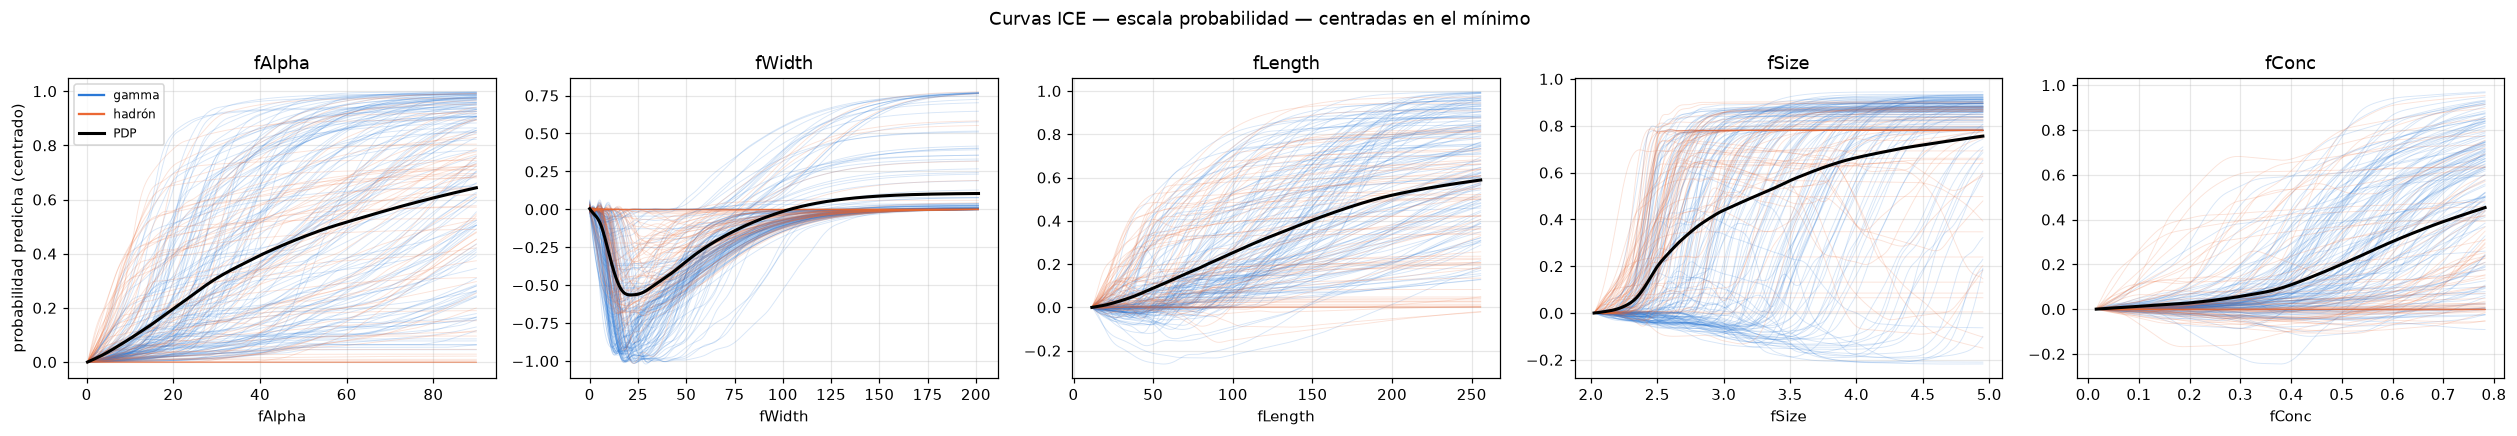 Curvas ICE — escala probabilidad — centradas en el mínimo
fAlpha
probabilidad predicha (centrado)
1.0
0.8
0.6
0.4
0.2
0.0
gamma
hadrón
PDP
0 20 40 60 80
fAlpha
fWidth
0.75
0.50
0.25
0.00
−0.25
−0.50
−0.75
−1.00
0 25 50 75 100 125 150 175 200
fWidth
fLength
1.0
0.8
0.6
0.4
0.2
0.0
−0.2
0 50 100 150 200 250
fLength
fSize
1.0
0.8
0.6
0.4
0.2
0.0
−0.2
2.0 2.5 3.0 3.5 4.0 4.5 5.0
fSize
fConc
1.0
0.8
0.6
0.4
0.2
0.0
−0.2
0.0 0.1 0.2 0.3 0.4 0.5 0.6 0.7 0.8
fConc